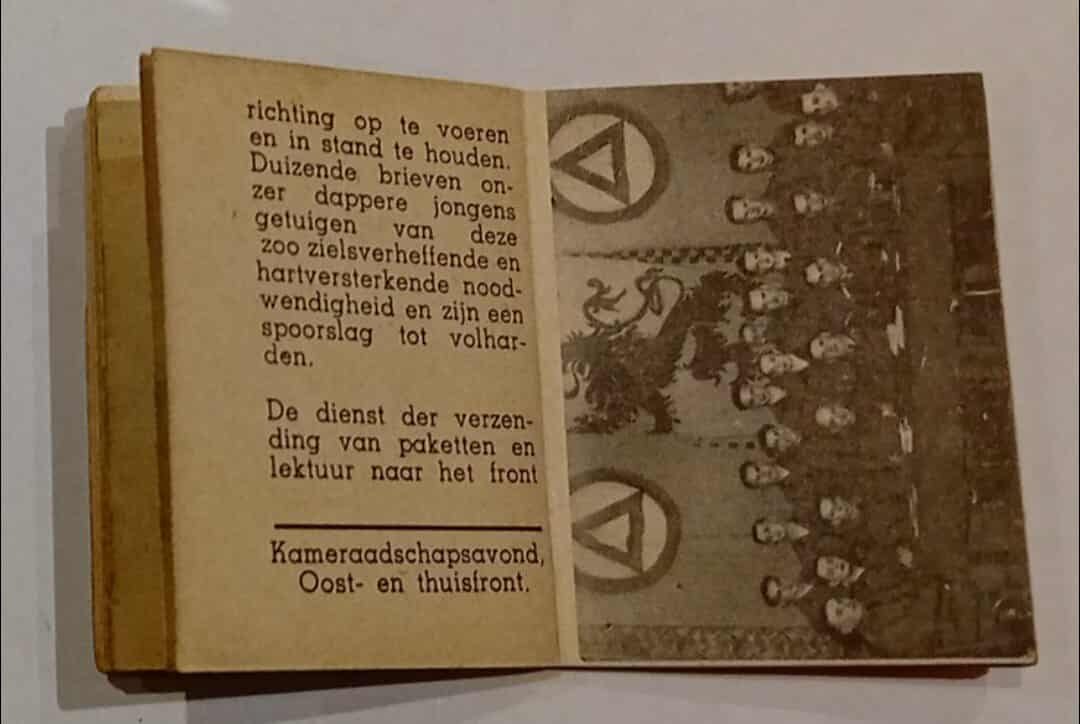 richting op te voeren
en in stand te houden.
Duizende brieven on-
zer dappere jongens
getuigen van deze
zoo zielsverheffende en
hartversterkende nood-
wendigheid en zijn een
spoorslag tot volhar-
den.
De dienst der verzen-
ding van paketten en
lektuur naar het front
Kameraadschapsavond,
Oost- en thuisfront.